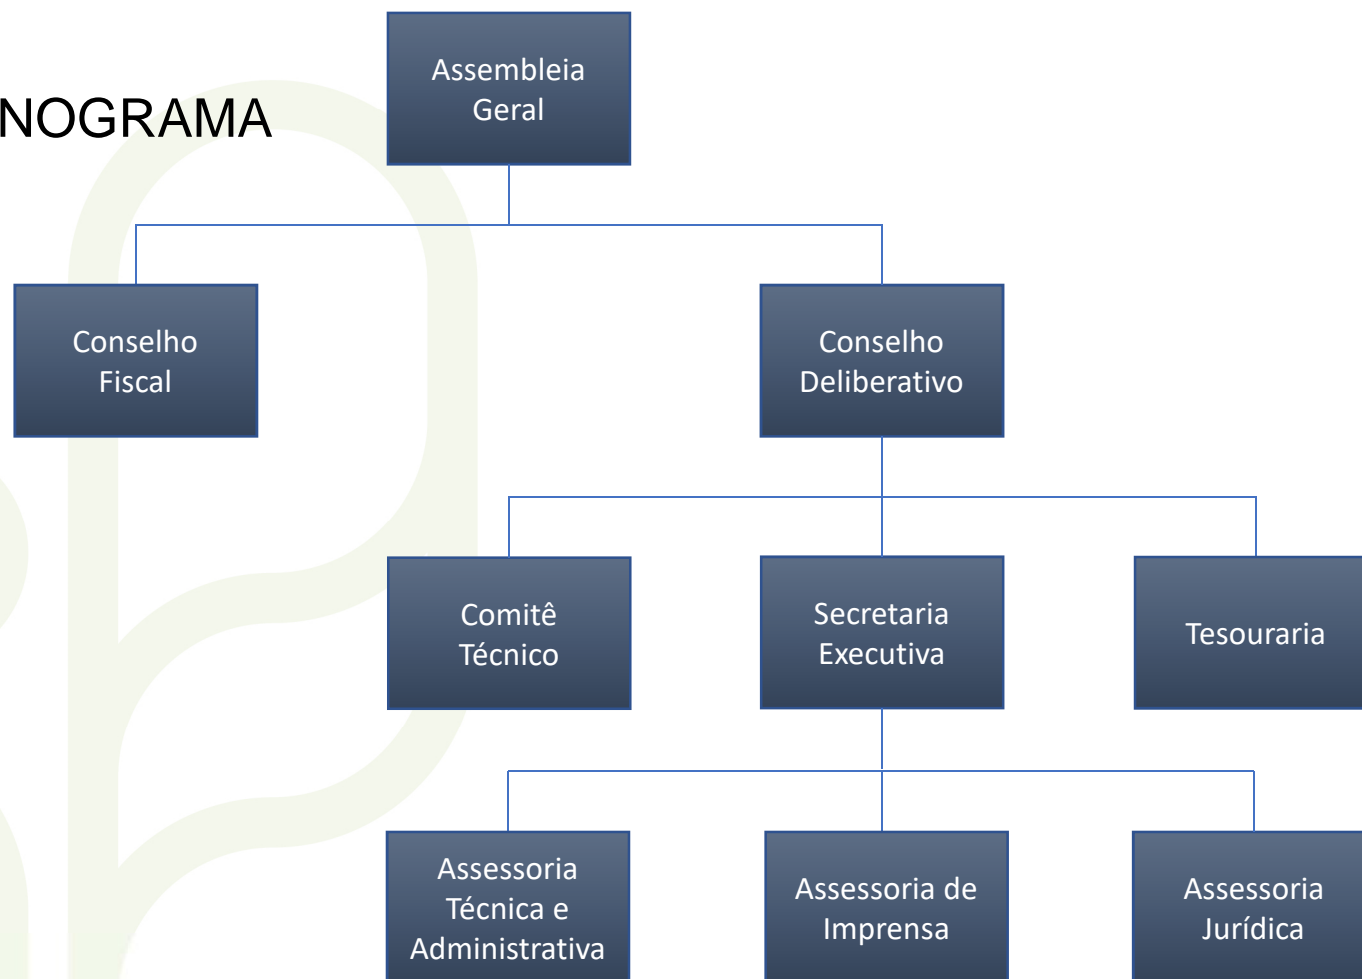 NOGRAMA
Assembleia
Geral
Conselho
Fiscal
Conselho
Deliberativo
Comitê
Técnico
Secretaria
Executiva
Tesouraria
Assessoria
Técnica e
Administrativa
Assessoria de
Imprensa
Assessoria
Jurídica